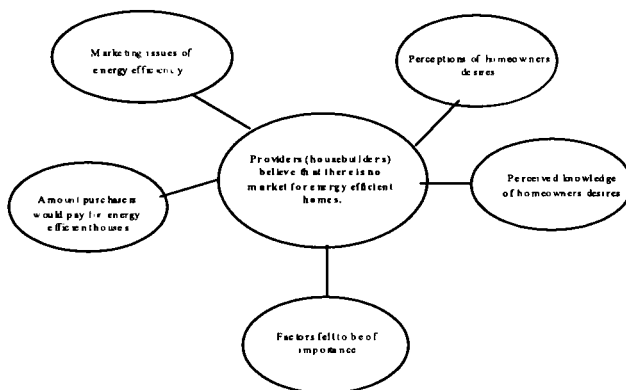 Marketing issues of
energy efficiency
Perceptions of homeowners
desires
Providers (housebuilders)
believe that there is no
market for energy efficient
homes.
Perceived knowledge
of homeowners desires
Amount purchasers
would pay for energy
efficient houses
Factors felt to be of
importance